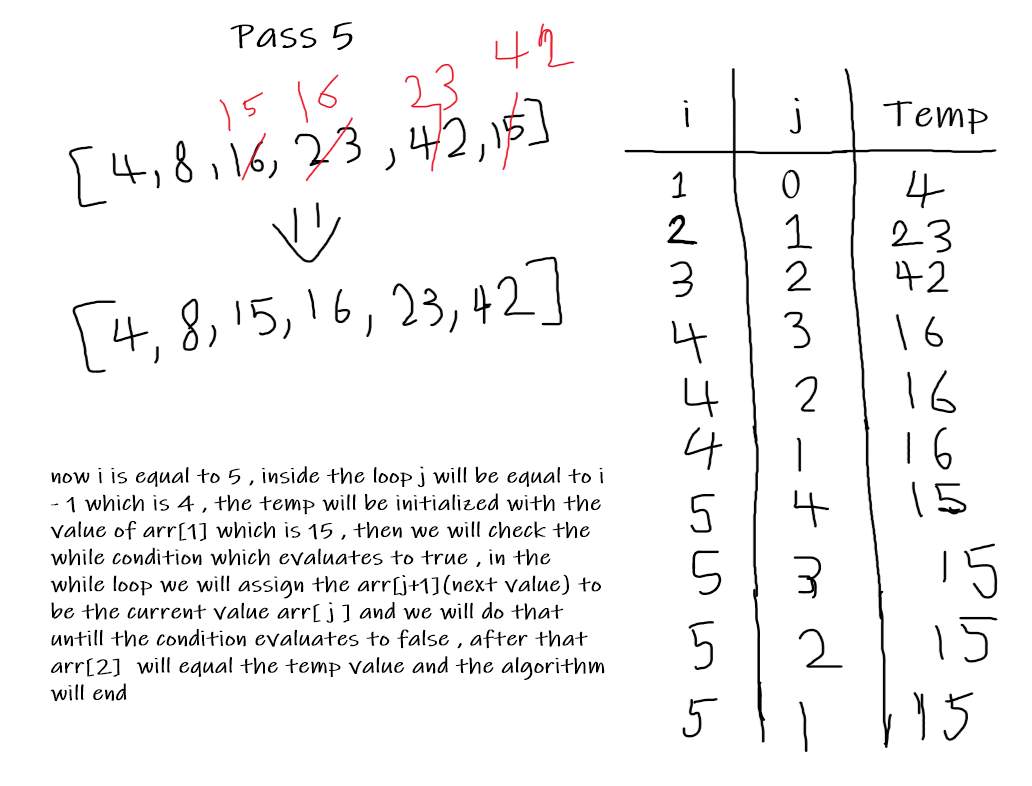 Pass 5
15 16 23 42
[4, 8, 16, 23, 42, 15]
[4, 8, 15, 16, 23, 42]
now i is equal to 5 , inside the loop j will be equal to i
- 1 which is 4 , the temp will be initialized with the
value of arr[1] which is 15 , then we will check the
while condition which evaluates to true , in the
while loop we will assign the arr[j+1](next value) to
be the current value arr[ j ] and we will do that
untill the condition evaluates to false , after that
arr[2] will equal the temp value and the algorithm
will end
i j Temp
1 0 4
2 1 23
3 2 42
4 3 16
4 2 16
4 1 16
5 4 15
5 3 15
5 2 15
5 1 15